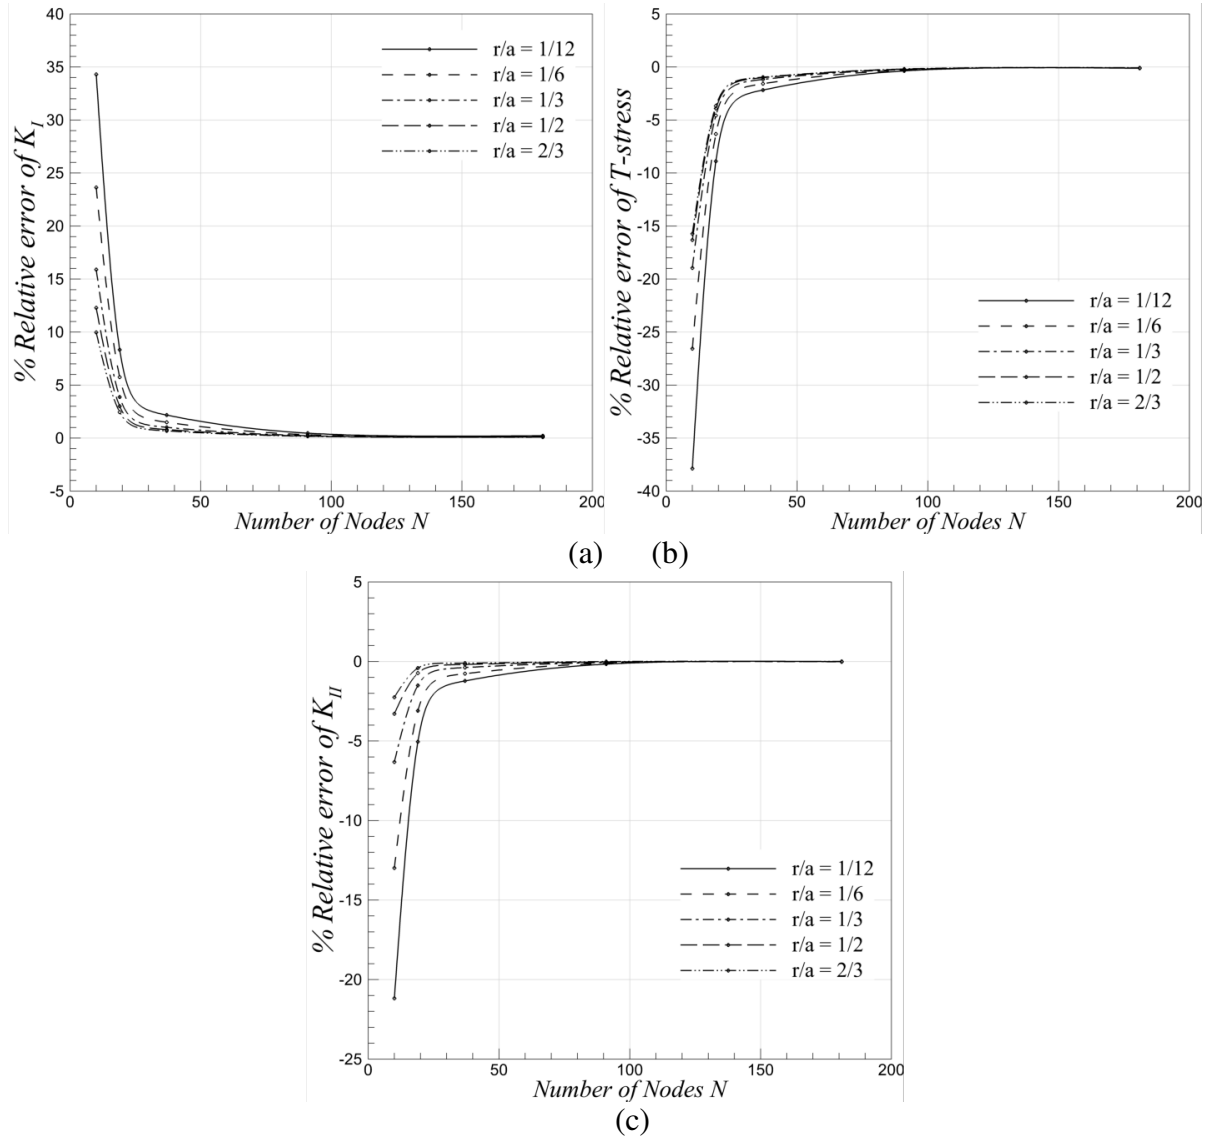 40
35
30
25
20
15
10
5
0
-5
% Relative error of K_I
r/a = 1/12
r/a = 1/6
r/a = 1/3
r/a = 1/2
r/a = 2/3
0 50 100 150 200
Number of Nodes N
5
0
-5
-10
-15
-20
-25
-30
-35
-40
% Relative error of T-stress
r/a = 1/12
r/a = 1/6
r/a = 1/3
r/a = 1/2
r/a = 2/3
0 50 100 150 200
Number of Nodes N
(a) (b)
5
0
-5
-10
-15
-20
-25
% Relative error of K_II
r/a = 1/12
r/a = 1/6
r/a = 1/3
r/a = 1/2
r/a = 2/3
0 50 100 150 200
Number of Nodes N
(c)